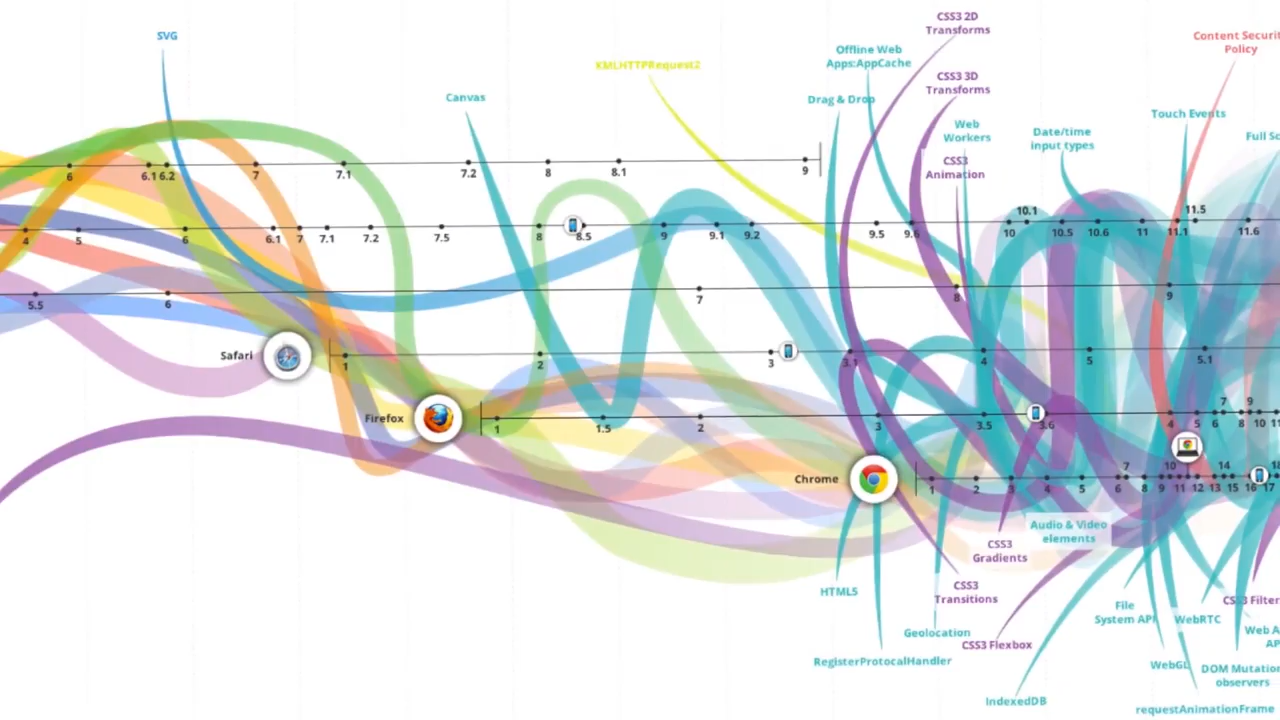 CSS3 2D
Transforms
SVG
Content Securit
Policy
Offline Web
Apps:AppCache
XMLHTTPRequest2
CSS3 3D
Transforms
Canvas
Drag & Drop
Touch Events
Web
Workers
Date/time
input types
Full Sc
CSS3
Animation
6 6.1 6.2 7 7.1 7.2 8 8.1 9
10.1 11.5
4 5 6 6.1 7 7.1 7.2 7.5 8 8.5 9 9.1 9.2 9.5 9.6 10 10.5 10.6 11 11.1 11.6
5.5 6 7 8 9
Safari 1 2 3 3.1 4 5 5.1
7 9
Firefox 1 1.5 2 3 3.5 3.6 4 5 6 8 10 11
Chrome
7 10 14 18
1 2 3 4 5 6 8 9 11 12 13 15 16 17
Audio & Video
elements
CSS3
Gradients
HTML5
CSS3
Transitions
CSS3 Filter
File
System API
WebRTC
Geolocation
Web A
AP
CSS3 Flexbox
RegisterProtocalHandler
WebGL
DOM Mutation
observers
IndexedDB
requestAnimationFrame